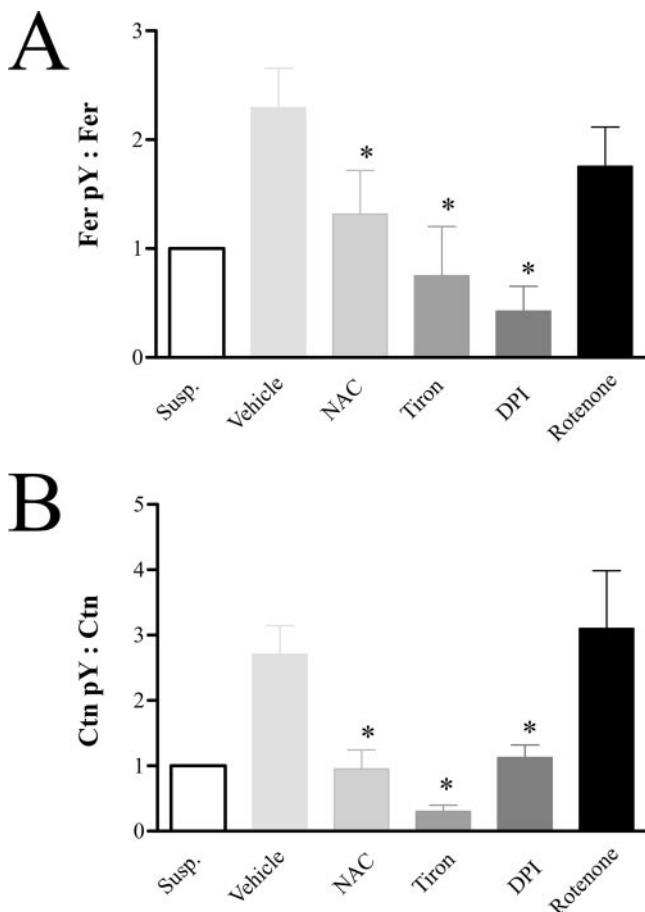 A
Fer pY : Fer
3
2
1
0
*
*
*
Susp.
Vehicle
NAC
Tiron
DPI
Rotenone
B
Ctn pY : Ctn
5
4
3
2
1
0
*
*
*
Susp.
Vehicle
NAC
Tiron
DPI
Rotenone